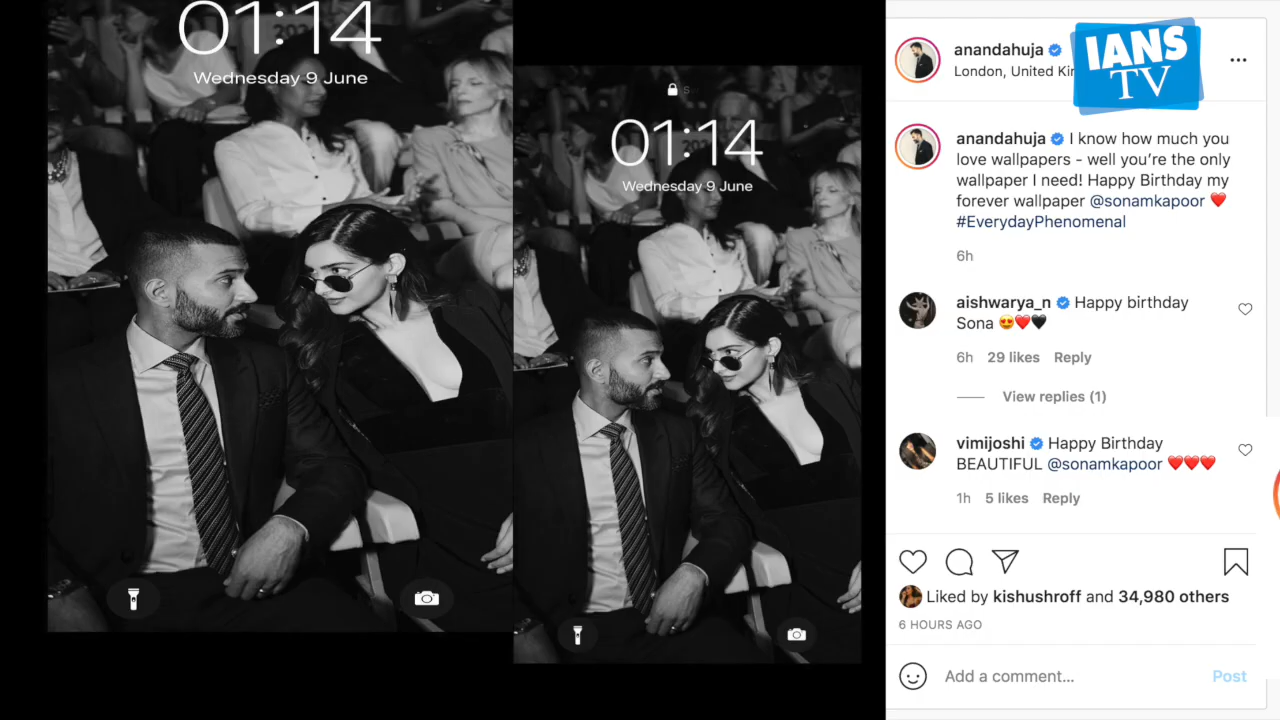 01:14
Wednesday 9 June
01:14
Wednesday 9 June
anandahuja
London, United Kin
IANS
TV
anandahuja I know how much you
love wallpapers - well you’re the only
wallpaper I need! Happy Birthday my
forever wallpaper @sonamkapoor ❤️
#EverydayPhenomenal
6h
aishwarya_n Happy birthday
Sona 😍❤️🖤
6h 29 likes Reply
View replies (1)
vimijoshi Happy Birthday
BEAUTIFUL @sonamkapoor ❤️❤️❤️
1h 5 likes Reply
Liked by kishushroff and 34,980 others
6 HOURS AGO
Add a comment... Post